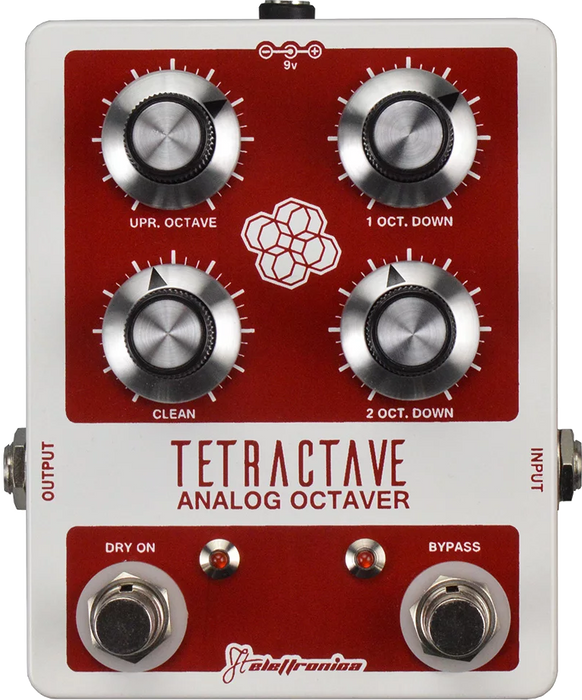 9v
UPR. OCTAVE
1 OCT. DOWN
CLEAN
2 OCT. DOWN
OUTPUT
INPUT
TETRACTAVE
ANALOG OCTAVER
DRY ON
BYPASS
elettronica